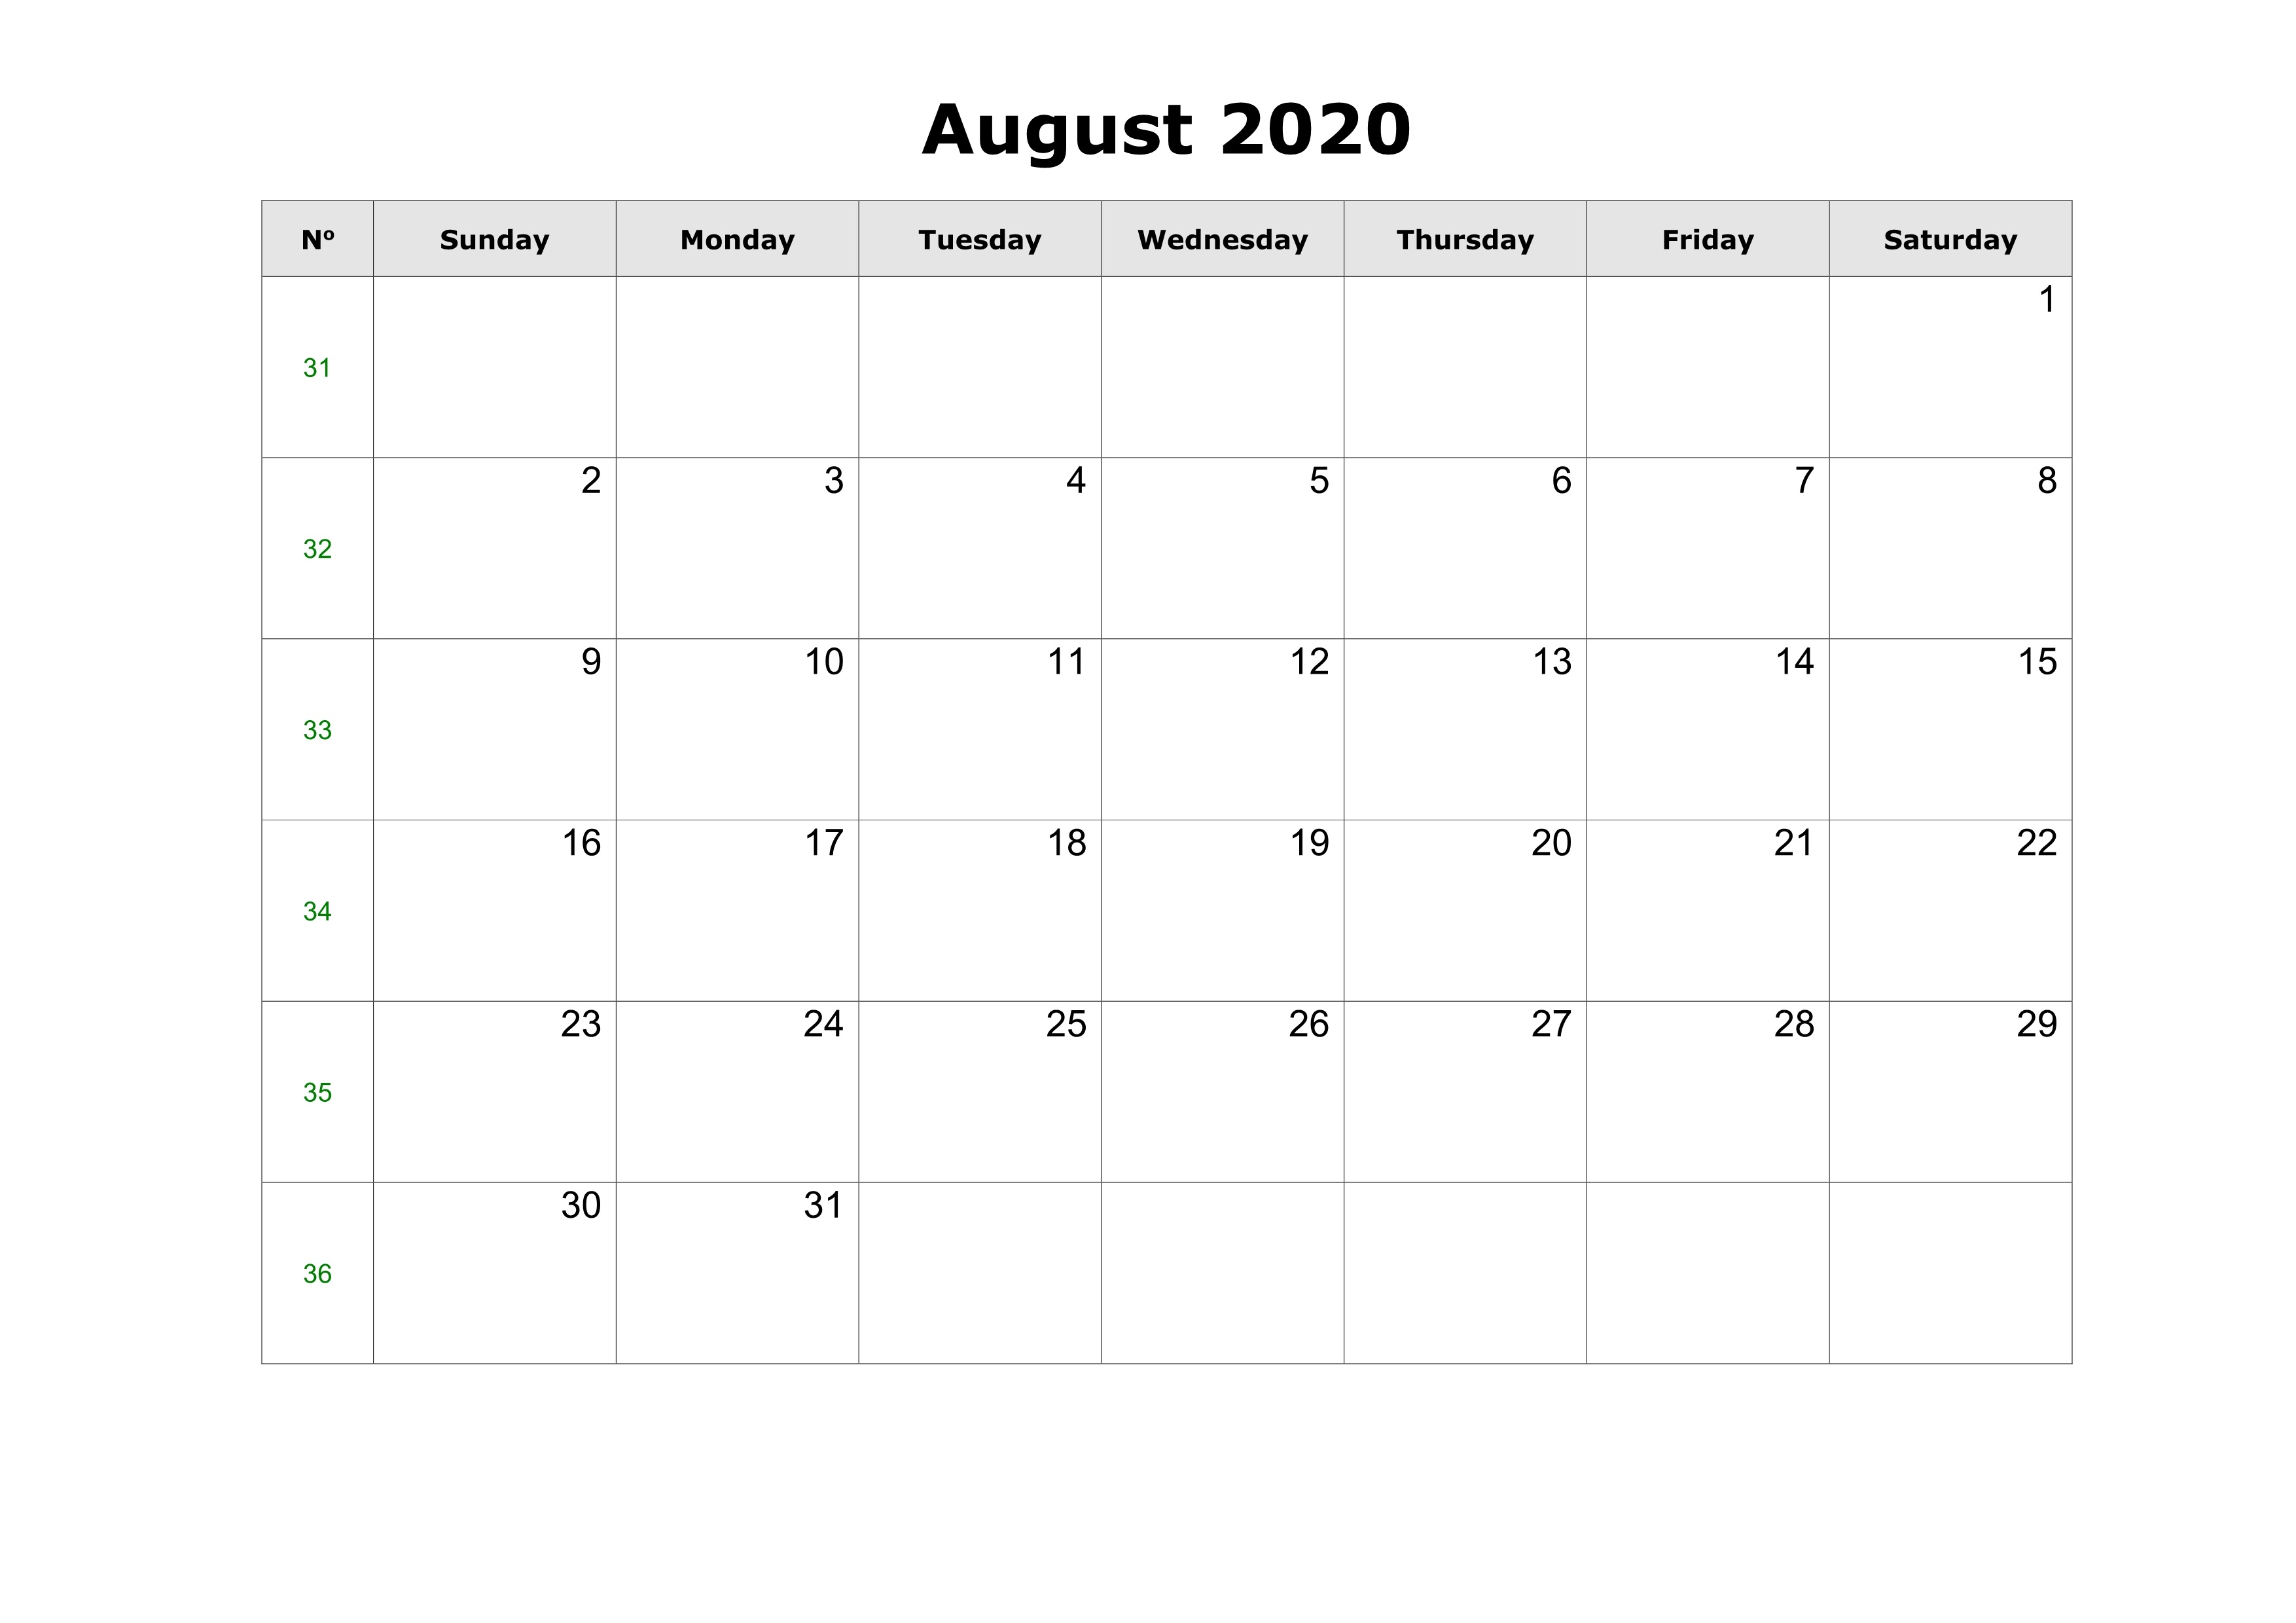 August 2020
Nº Sunday Monday Tuesday Wednesday Thursday Friday Saturday
1
31
2 3 4 5 6 7 8
32
9 10 11 12 13 14 15
33
16 17 18 19 20 21 22
34
23 24 25 26 27 28 29
35
30 31
36